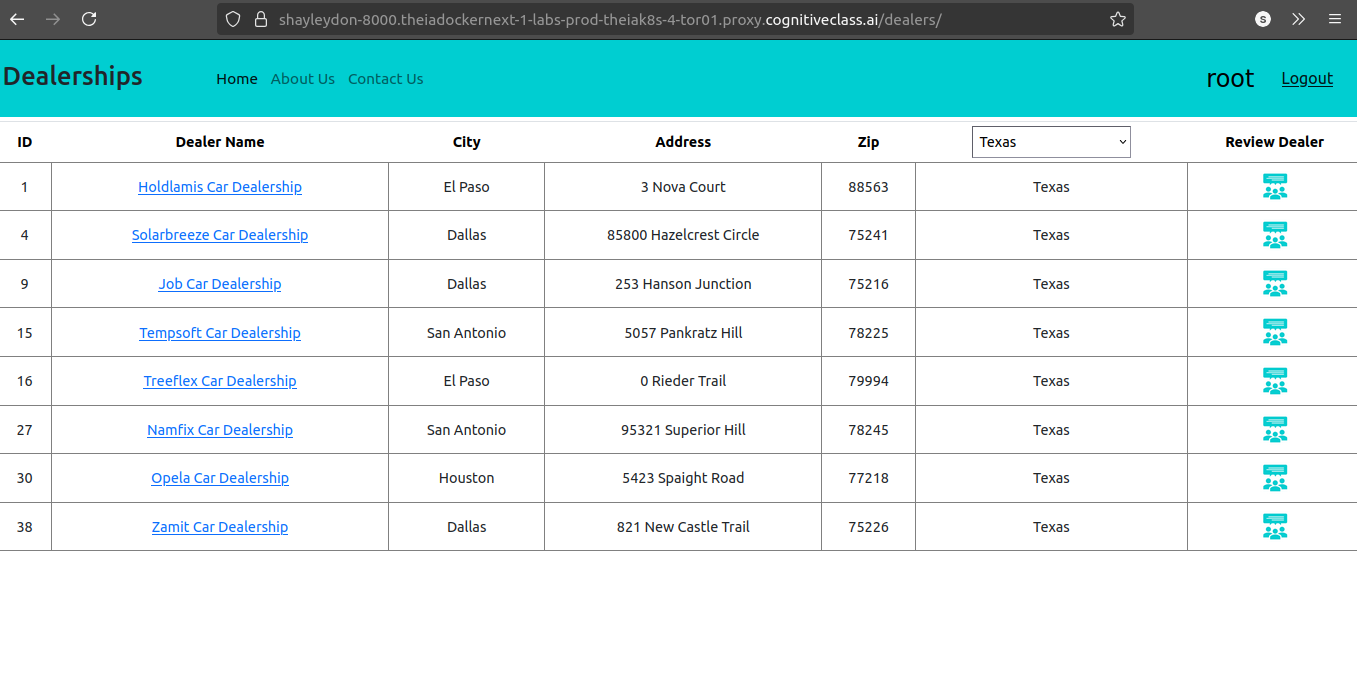 shayleydon-8000.theiadockernext-1-labs-prod-theiak8s-4-tor01.proxy.cognitiveclass.ai/dealers/ S
Dealerships Home About Us Contact Us root Logout
ID Dealer Name City Address Zip Texas Review Dealer
1 Holdlamis Car Dealership El Paso 3 Nova Court 88563 Texas
4 Solarbreeze Car Dealership Dallas 85800 Hazelcrest Circle 75241 Texas
9 Job Car Dealership Dallas 253 Hanson Junction 75216 Texas
15 Tempsoft Car Dealership San Antonio 5057 Pankratz Hill 78225 Texas
16 Treeflex Car Dealership El Paso 0 Rieder Trail 79994 Texas
27 Namfix Car Dealership San Antonio 95321 Superior Hill 78245 Texas
30 Opela Car Dealership Houston 5423 Spaight Road 77218 Texas
38 Zamit Car Dealership Dallas 821 New Castle Trail 75226 Texas